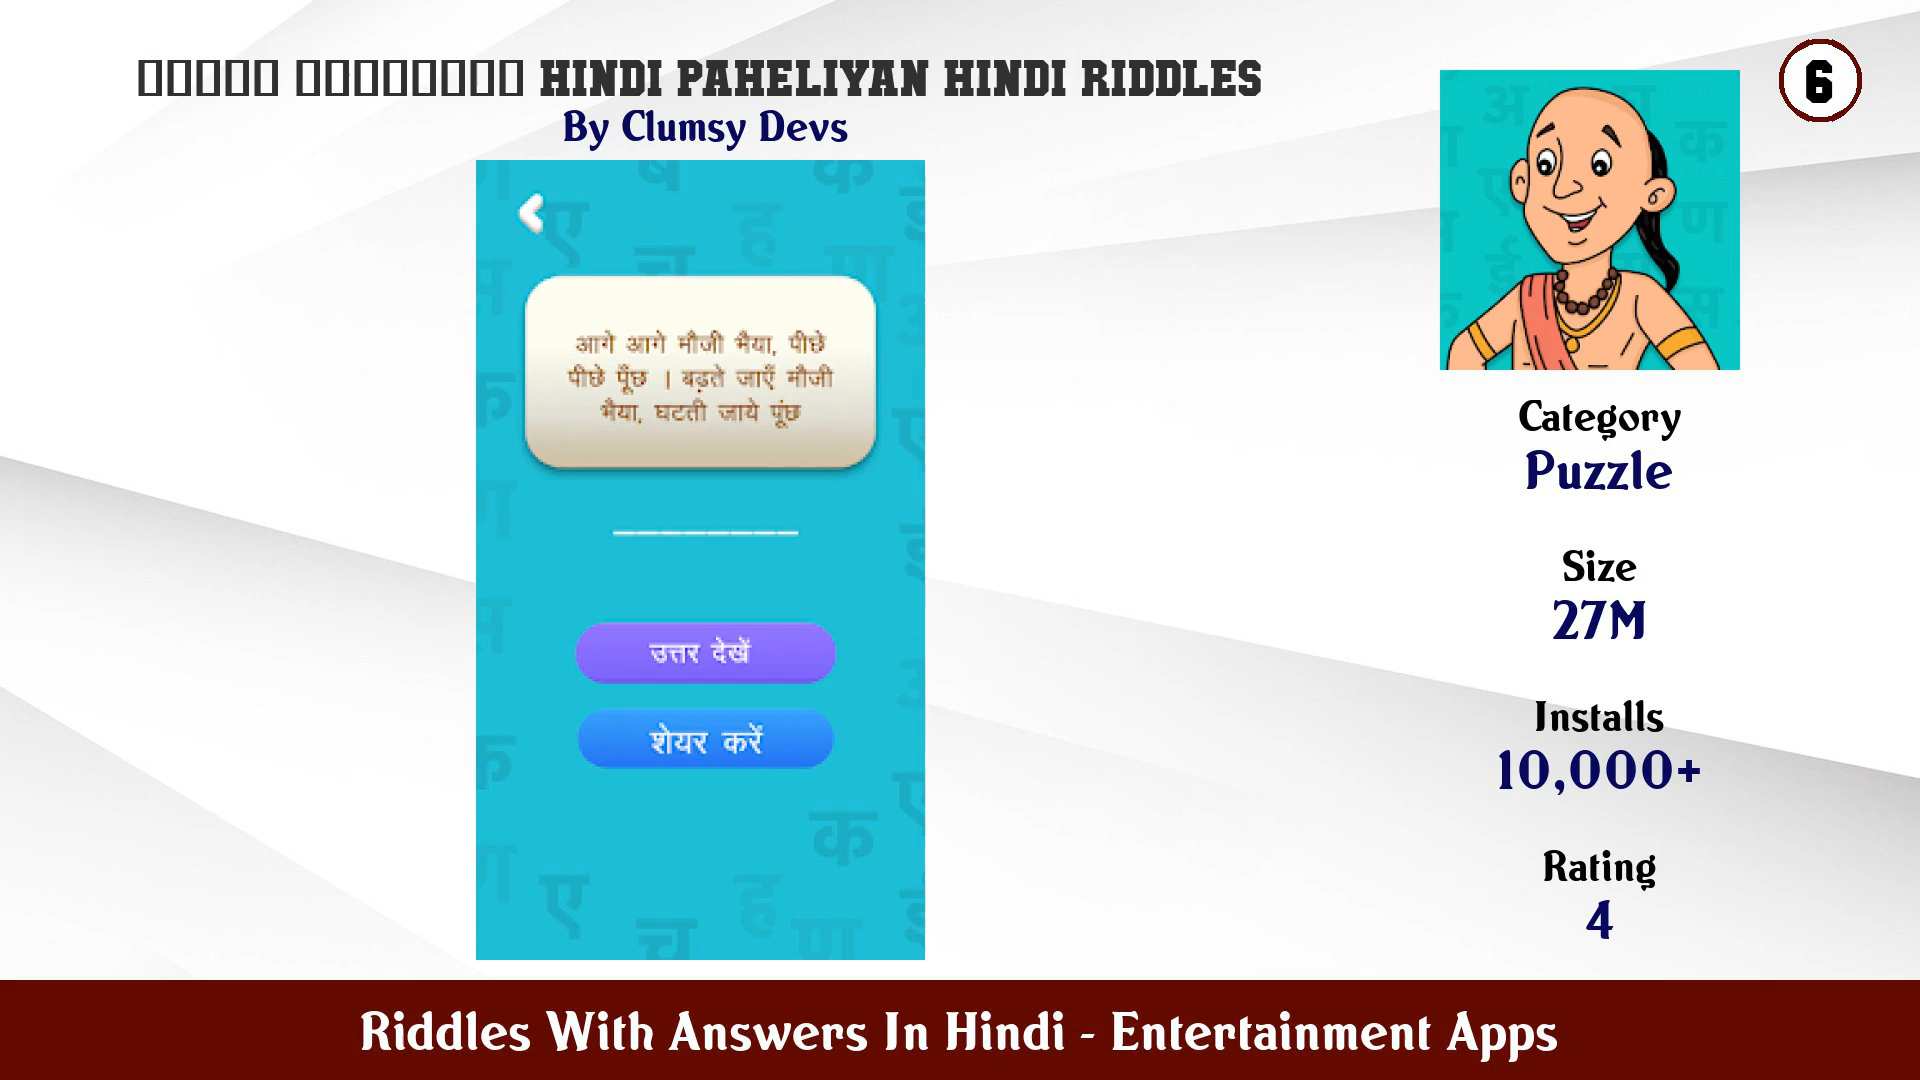 HINDI PAHELIYAN HINDI RIDDLES
6
By Clumsy Devs
आगे आगे मौजी भैया, पीछे
पीछे पूँछ । बढ़ते जाएँ मौजी
भैया, घटती जाये पूंछ
उत्तर देखें
शेयर करें
Category
Puzzle
Size
27M
Installs
10,000+
Rating
4
Riddles With Answers In Hindi - Entertainment Apps